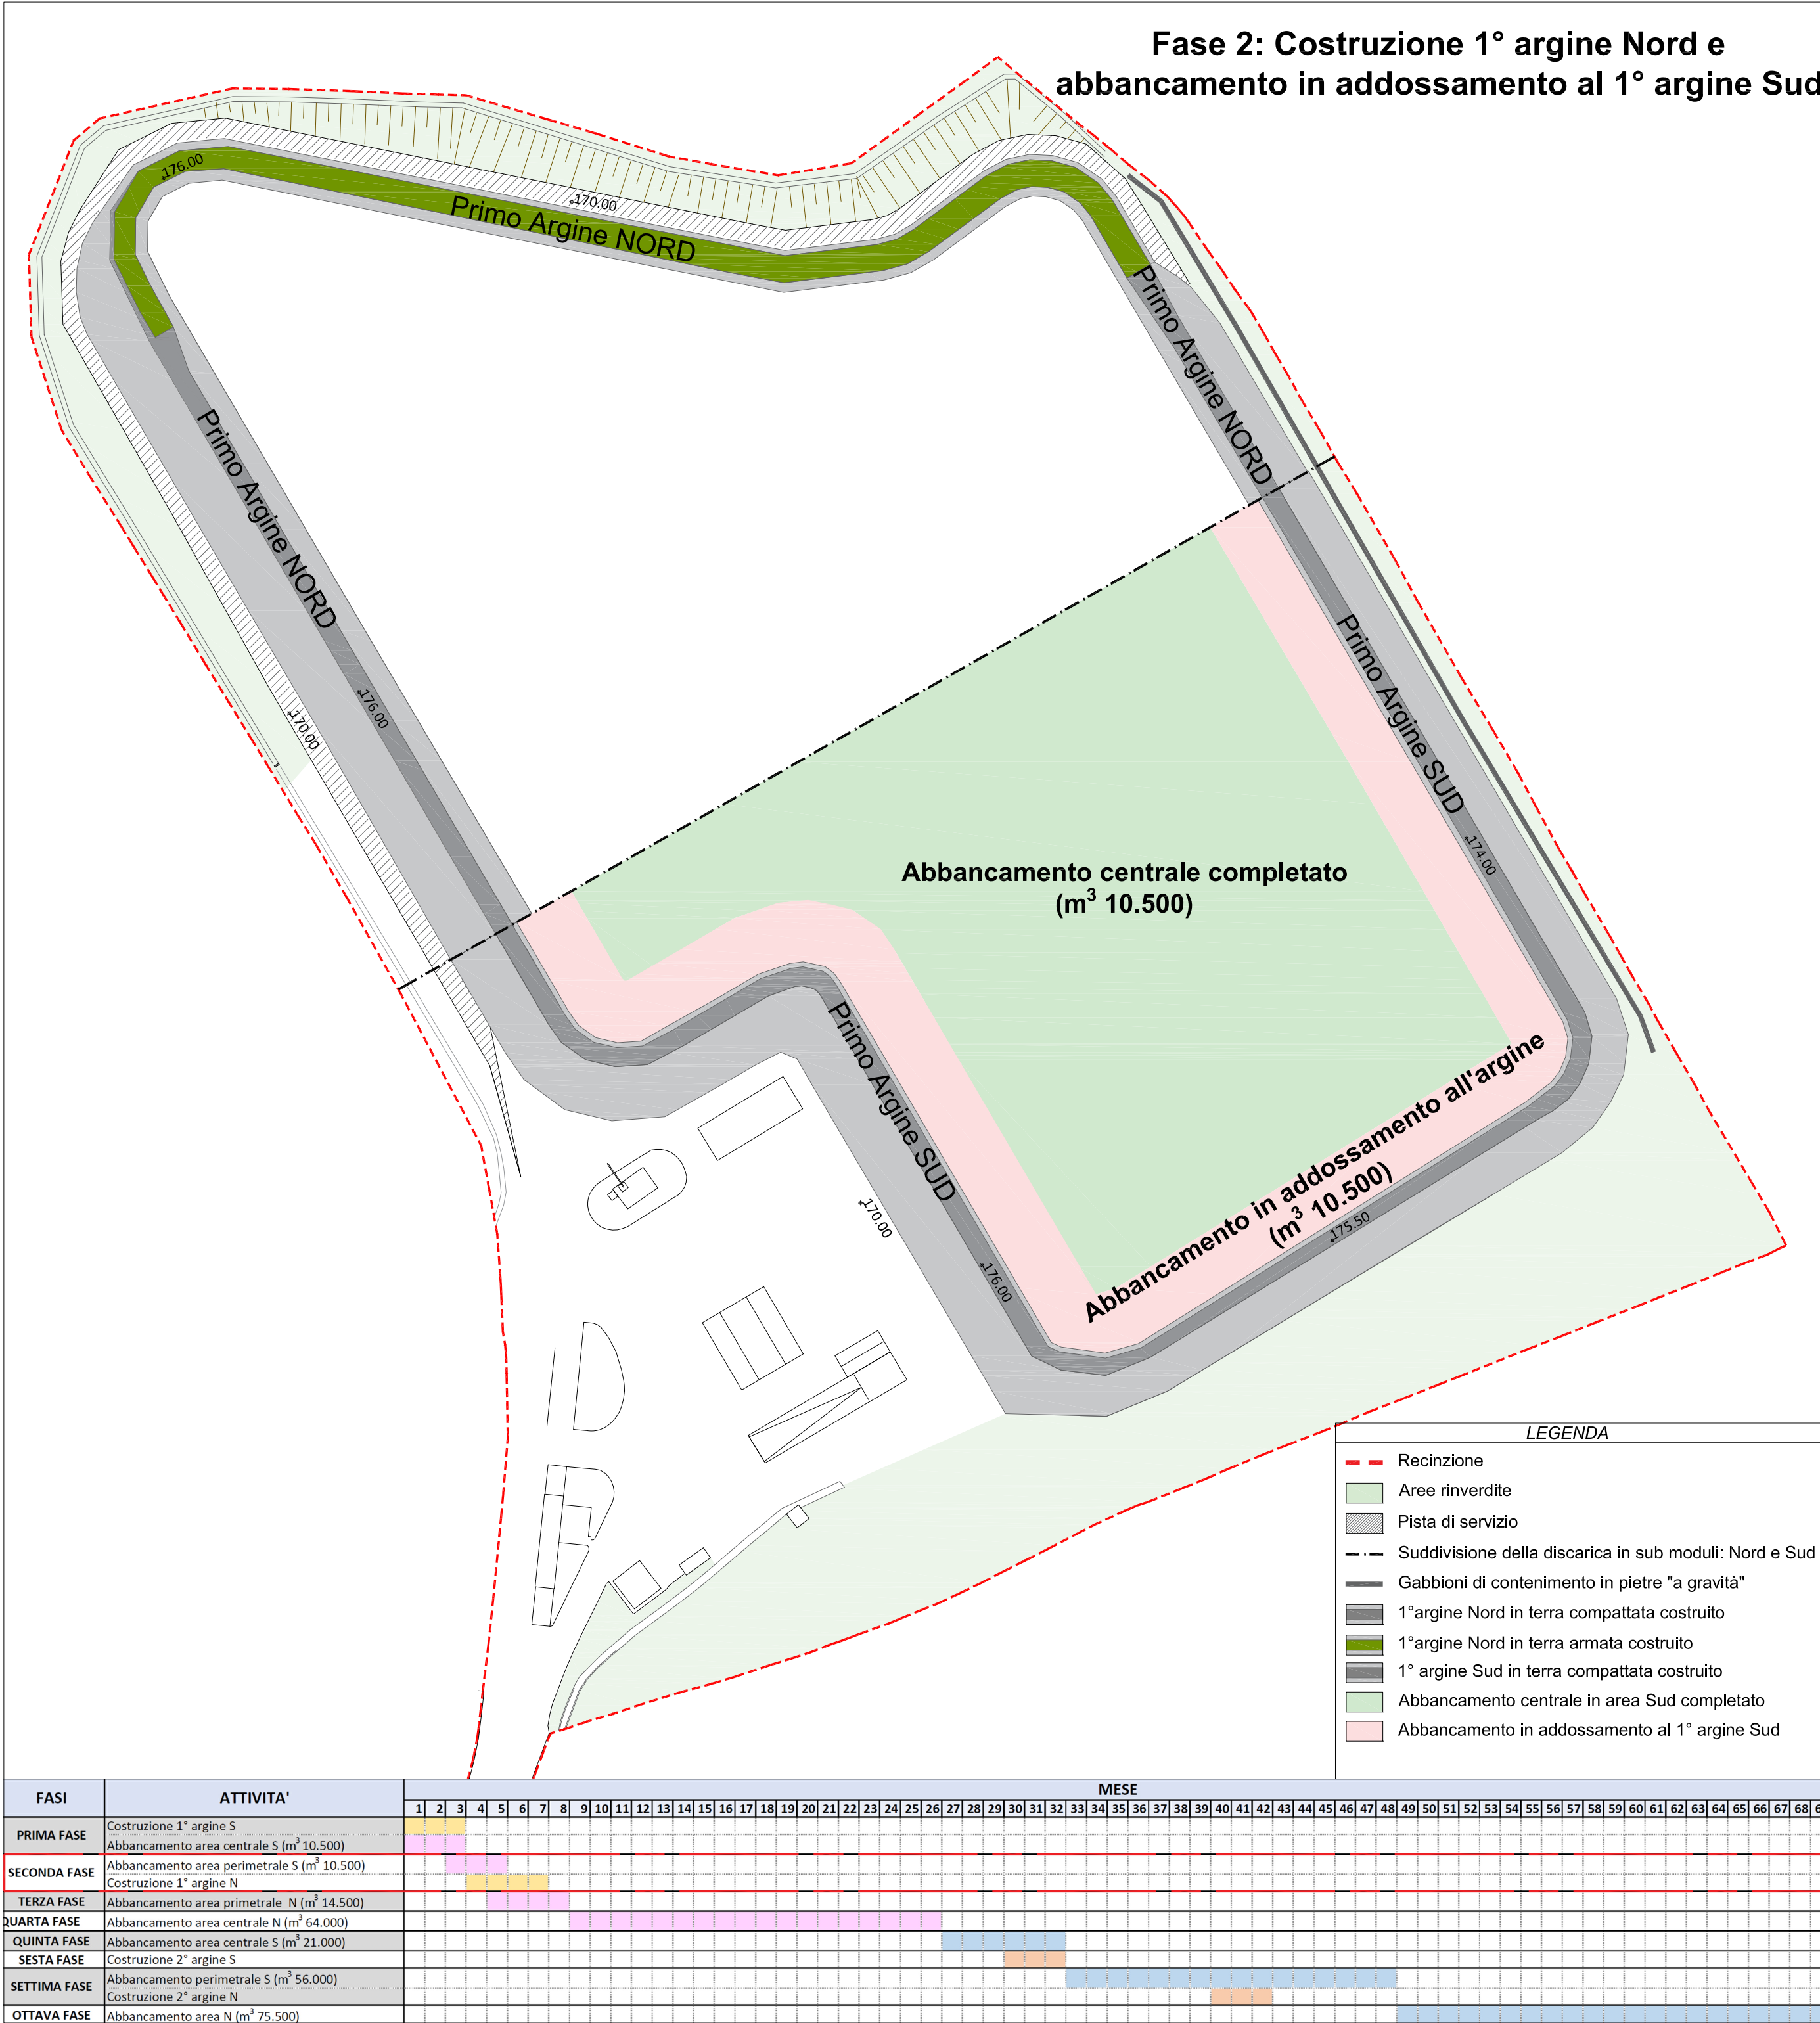 Fase 2: Costruzione 1° argine Nord e
abbancamento in addossamento al 1° argine Sud
176.00
170.00
Primo Argine NORD
Primo Argine NORD
Primo Argine NORD
176.00
170.00
Primo Argine SUD
174.00
Abbancamento centrale completato
(m³ 10.500)
Primo Argine SUD
170.00
176.00
Abbancamento in addossamento all'argine
(m³ 10.500)
175.50
LEGENDA
Recinzione
Aree rinverdite
Pista di servizio
Suddivisione della discarica in sub moduli: Nord e Sud
Gabbioni di contenimento in pietre "a gravità"
1°argine Nord in terra compattata costruito
1°argine Nord in terra armata costruito
1° argine Sud in terra compattata costruito
Abbancamento centrale in area Sud completato
Abbancamento in addossamento al 1° argine Sud
FASI ATTIVITA' MESE
1 2 3 4 5 6 7 8 9 10 11 12 13 14 15 16 17 18 19 20 21 22 23 24 25 26 27 28 29 30 31 32 33 34 35 36 37 38 39 40 41 42 43 44 45 46 47 48 49 50 51 52 53 54 55 56 57 58 59 60 61 62 63 64 65 66 67 68
PRIMA FASE Costruzione 1° argine S
Abbancamento area centrale S (m³ 10.500)
SECONDA FASE Abbancamento area perimetrale S (m³ 10.500)
Costruzione 1° argine N
TERZA FASE Abbancamento area primetrale N (m³ 14.500)
QUARTA FASE Abbancamento area centrale N (m³ 64.000)
QUINTA FASE Abbancamento area centrale S (m³ 21.000)
SESTA FASE Costruzione 2° argine S
SETTIMA FASE Abbancamento perimetrale S (m³ 56.000)
Costruzione 2° argine N
OTTAVA FASE Abbancamento area N (m³ 75.500)